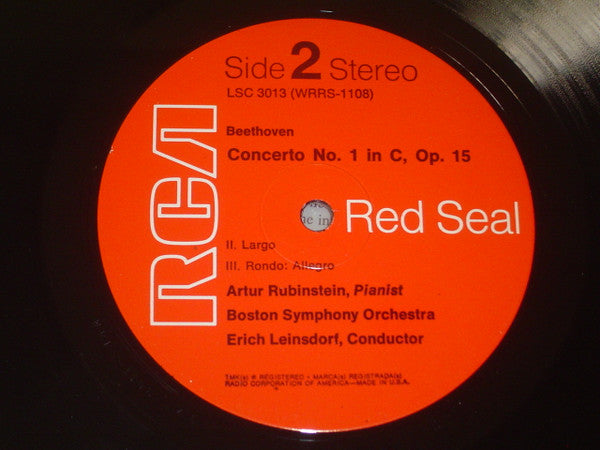 Side 2 Stereo
LSC 3013 (WRRS-1108)
Beethoven
Concerto No. 1 in C, Op. 15
RCA
Red Seal
II. Largo
III. Rondo: Allegro
Artur Rubinstein, Pianist
Boston Symphony Orchestra
Erich Leinsdorf, Conductor
TMK(s) ® REGISTERED • MARCA(s) REGISTRADA(s)
RADIO CORPORATION OF AMERICA—MADE IN U.S.A.